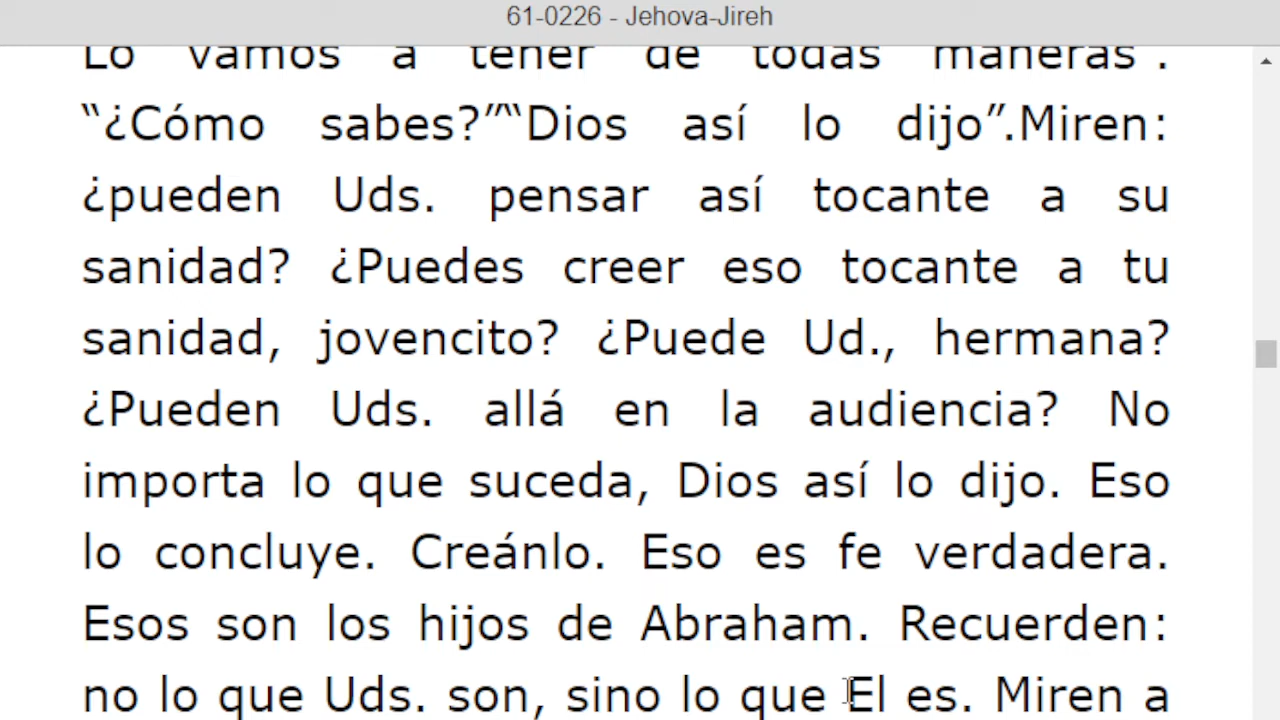 61-0226 - Jehova-Jireh
Lo vamos a tener de todas maneras”.
“¿Cómo sabes?”“Dios así lo dijo”.Miren:
¿pueden Uds. pensar así tocante a su
sanidad? ¿Puedes creer eso tocante a tu
sanidad, jovencito? ¿Puede Ud., hermana?
¿Pueden Uds. allá en la audiencia? No
importa lo que suceda, Dios así lo dijo. Eso
lo concluye. Creánlo. Eso es fe verdadera.
Esos son los hijos de Abraham. Recuerden:
no lo que Uds. son, sino lo que El es. Miren a